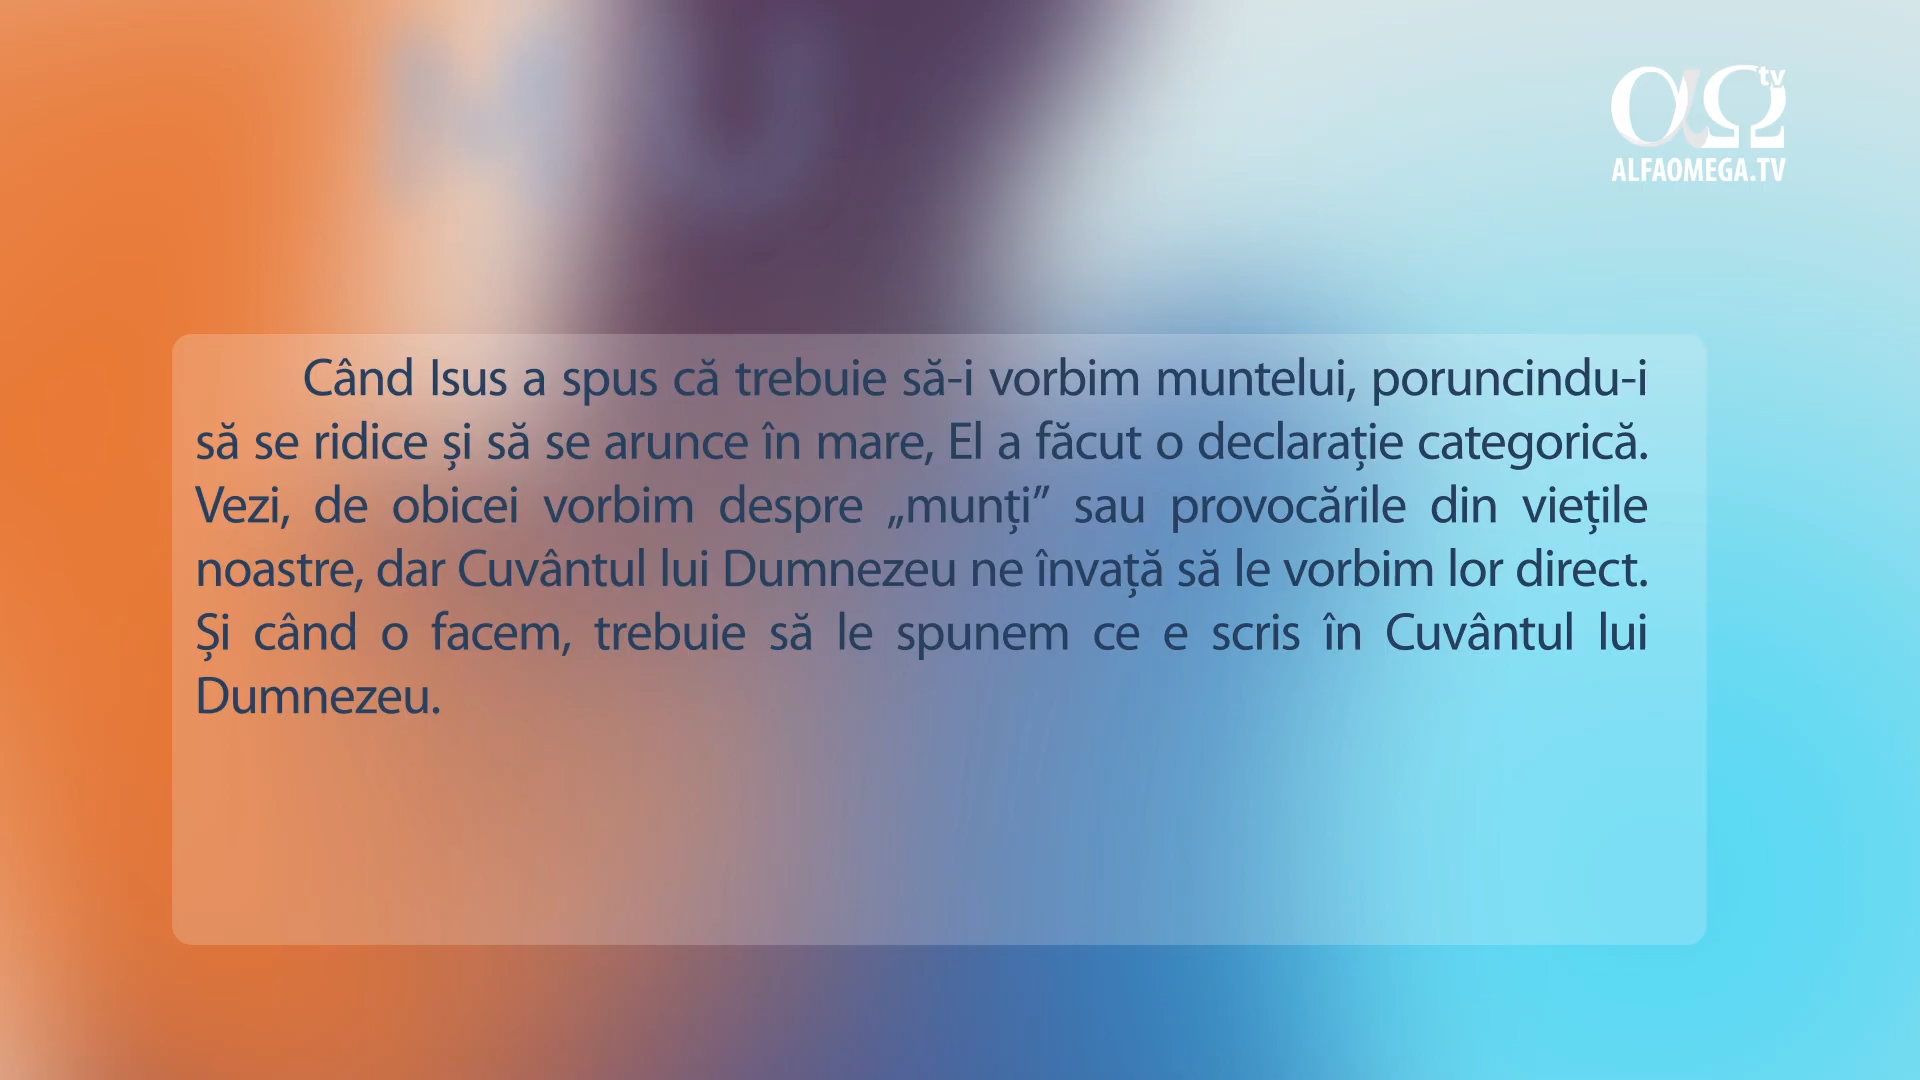 tv
ALFAOMEGA.TV
Când Isus a spus că trebuie să-i vorbim muntelui, poruncindu-i
să se ridice și să se arunce în mare, El a făcut o declarație categorică.
Vezi, de obicei vorbim despre „munți” sau provocările din viețile
noastre, dar Cuvântul lui Dumnezeu ne învață să le vorbim lor direct.
Și când o facem, trebuie să le spunem ce e scris în Cuvântul lui
Dumnezeu.